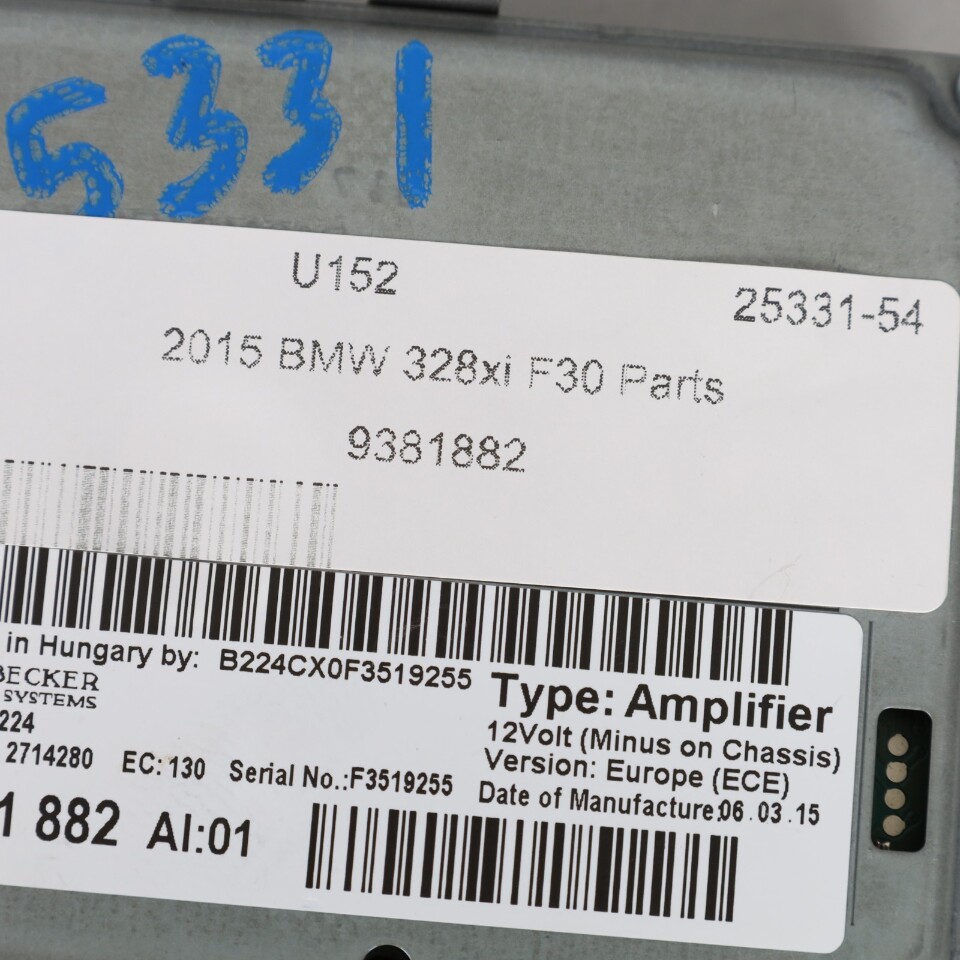 5331
U152
25331-54
2015 BMW 328xi F30 Parts
9381882
in Hungary by: B224CX0F3519255
BECKER
SYSTEMS
Type: Amplifier
224
12Volt (Minus on Chassis)
2714280 EC: 130 Serial No.:F3519255
Version: Europe (ECE)
Date of Manufacture:06.03.15
1 882 AI:01